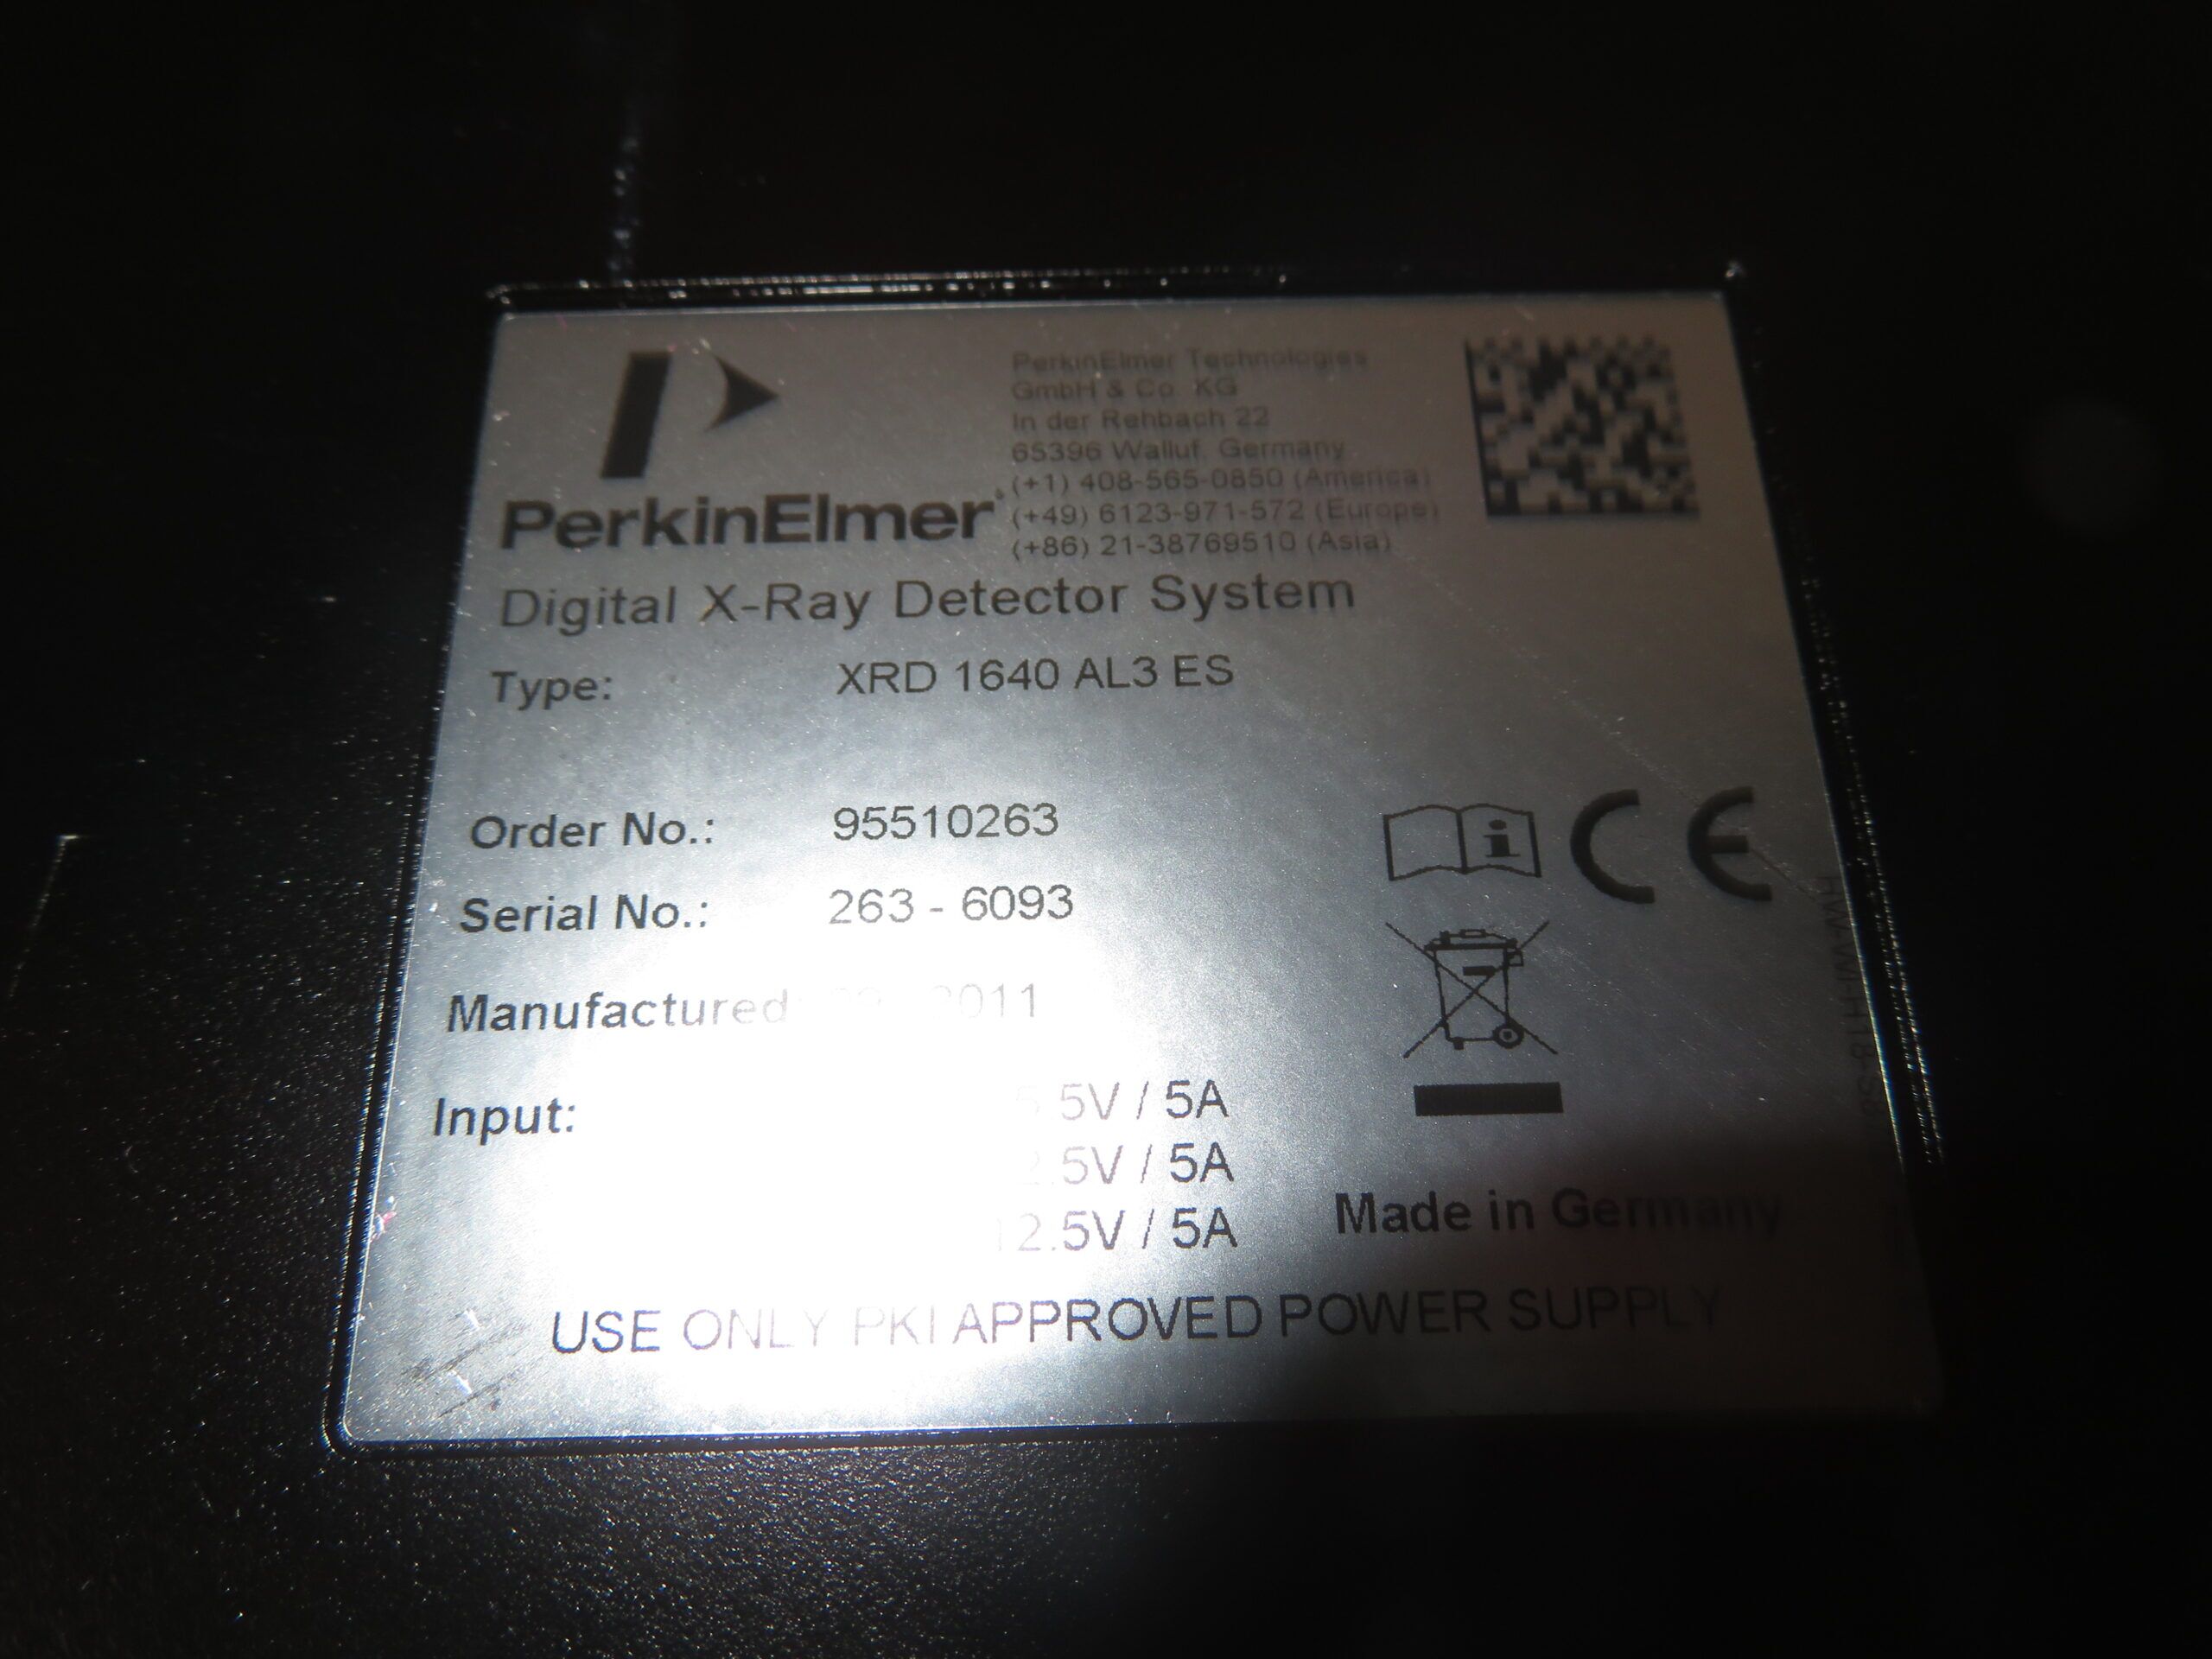 PerkinElmer Technologies
GmbH & Co. KG
In der Rehbach 22
65396 Walluf, Germany
(+1) 408-565-0850 (America)
(+49) 6123-971-572 (Europe)
(+86) 21-38769510 (Asia)
PerkinElmer
Digital X-Ray Detector System
Type: XRD 1640 AL3 ES
Order No.: 95510263
Serial No.: 263 - 6093
Manufactured:
Input: 5.5V / 5A
5A
12.5V / 5A
Made in Germany
USE ONLY PKI APPROVED POWER SUPPLY
CE